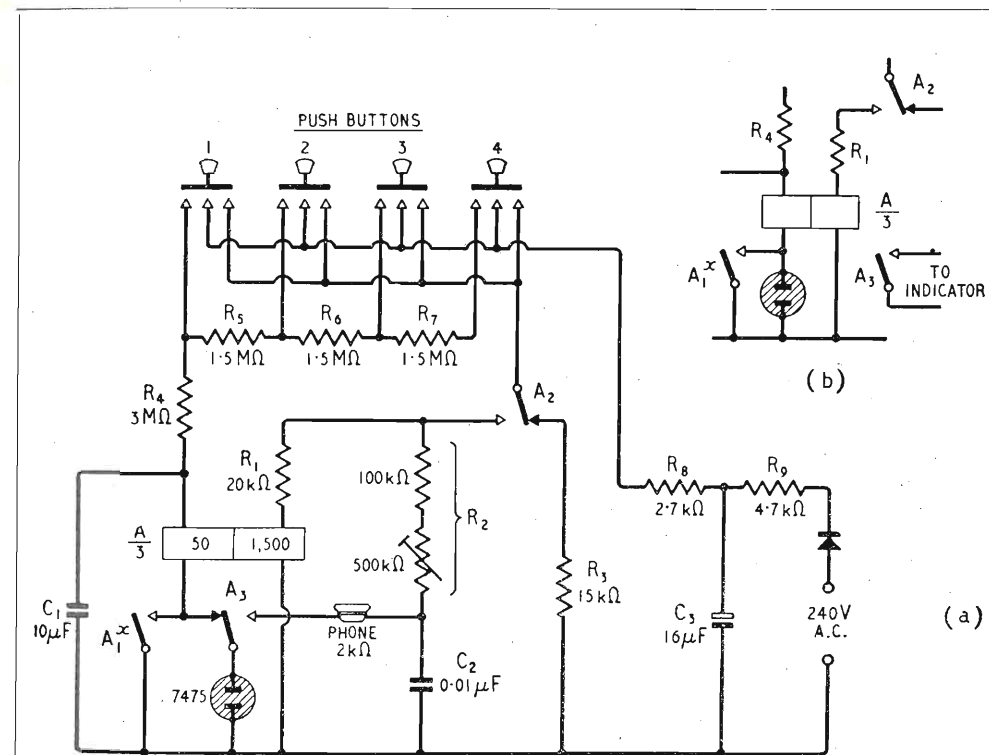 PUSH BUTTONS
1 2 3 4
R5 R6 R7
1·5MΩ 1·5MΩ 1·5MΩ
R4
3MΩ
A2
R1
20kΩ
100kΩ
R2
500kΩ
R8
2·7kΩ
R9
4·7kΩ
A/3 50 1,500
A3
R3
15kΩ
C1
10μF
A1x
PHONE
2kΩ
C2
0·01μF
C3
16μF
240V
A.C.
(a)
7475
A2
R4
R1
A/3
A1x
A3
TO
INDICATOR
(b)